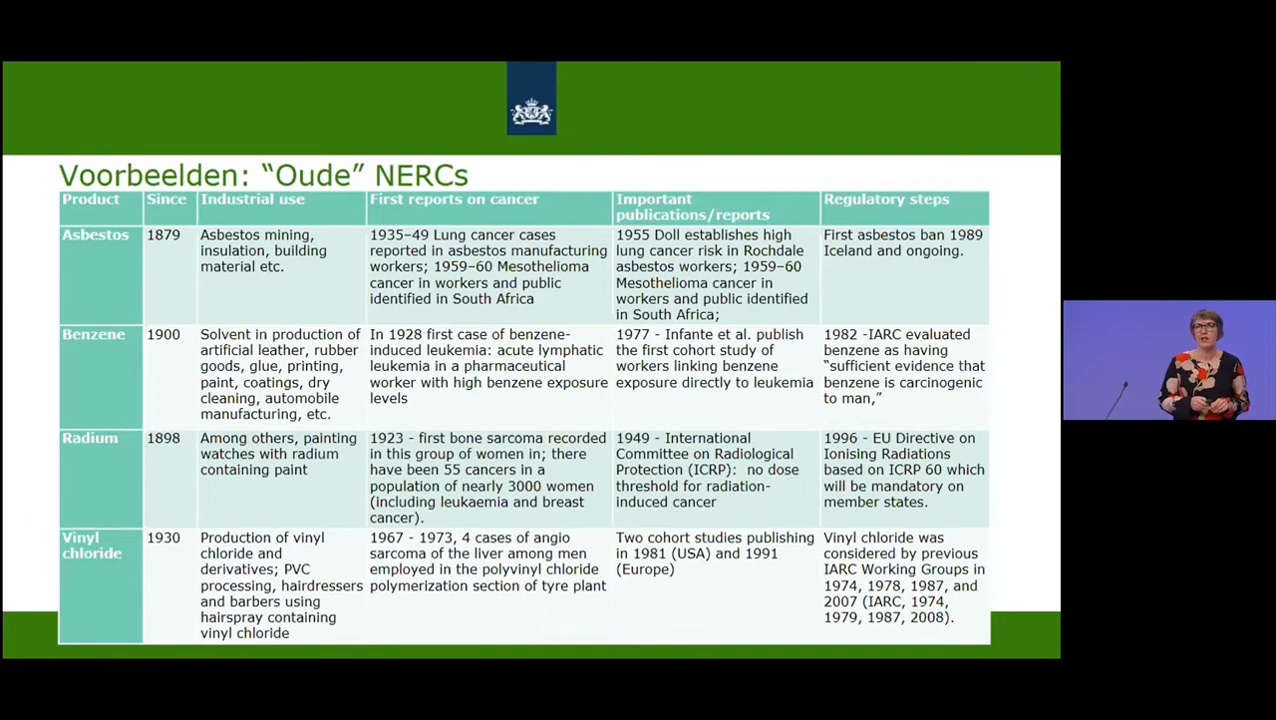 Voorbeelden: “Oude” NERCs
Product
Since
Industrial use
First reports on cancer
Important
publications/reports
Regulatory steps
Asbestos
1879
Asbestos mining,
insulation, building
material etc.
1935–49 Lung cancer cases
reported in asbestos manufacturing
workers; 1959–60 Mesothelioma
cancer in workers and public
identified in South Africa
1955 Doll establishes high
lung cancer risk in Rochdale
asbestos workers; 1959–60
Mesothelioma cancer in
workers and public identified
in South Africa;
First asbestos ban 1989
Iceland and ongoing.
Benzene
1900
Solvent in production of
artificial leather, rubber
goods, glue, printing,
paint, coatings, dry
cleaning, automobile
manufacturing, etc.
In 1928 first case of benzene-
induced leukemia: acute lymphatic
leukemia in a pharmaceutical
worker with high benzene exposure
levels
1977 - Infante et al. publish
the first cohort study of
workers linking benzene
exposure directly to leukemia
1982 -IARC evaluated
benzene as having
“sufficient evidence that
benzene is carcinogenic
to man,”
Radium
1898
Among others, painting
watches with radium
containing paint
1923 - first bone sarcoma recorded
in this group of women in; there
have been 55 cancers in a
population of nearly 3000 women
(including leukaemia and breast
cancer).
1949 - International
Committee on Radiological
Protection (ICRP): no dose
threshold for radiation-
induced cancer
1996 - EU Directive on
Ionising Radiations
based on ICRP 60 which
will be mandatory on
member states.
Vinyl
chloride
1930
Production of vinyl
chloride and
derivatives; PVC
processing, hairdressers
and barbers using
hairspray containing
vinyl chloride
1967 - 1973, 4 cases of angio
sarcoma of the liver among men
employed in the polyvinyl chloride
polymerization section of tyre plant
Two cohort studies publishing
in 1981 (USA) and 1991
(Europe)
Vinyl chloride was
considered by previous
IARC Working Groups in
1974, 1978, 1987, and
2007 (IARC, 1974,
1979, 1987, 2008).